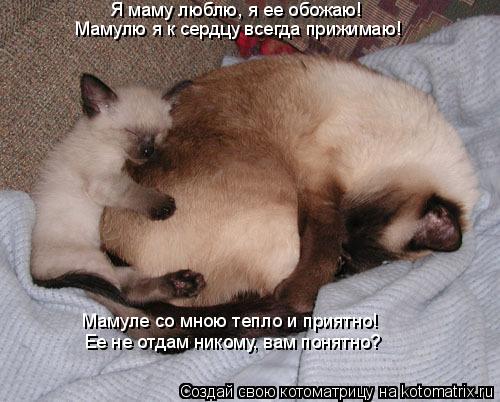 Я маму люблю, я ее обожаю!
Мамулю я к сердцу всегда прижимаю!
Мамуле со мною тепло и приятно!
Ее не отдам никому, вам понятно?
Создай свою котоматрицу на kotomatrix.ru